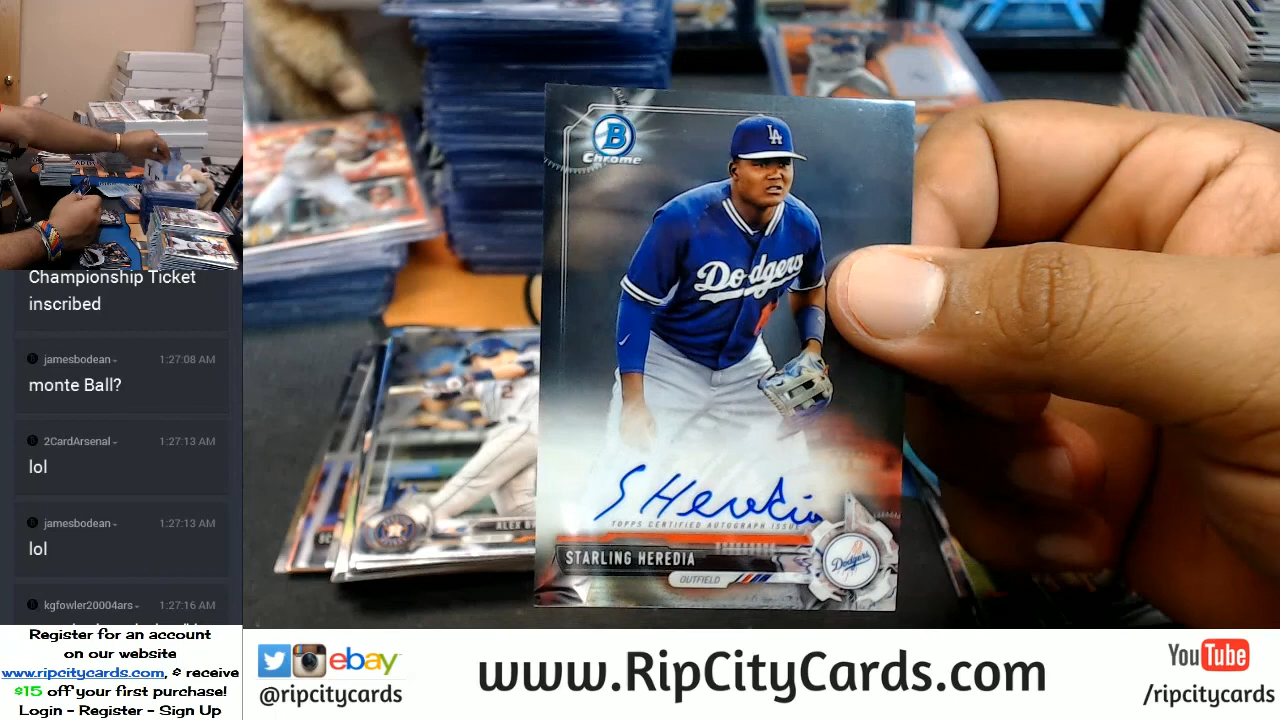 Championship Ticket
inscribed
jamesbodean
1:27:08 AM
monte Ball?
2CardArsenal
1:27:13 AM
lol
jamesbodean
1:27:13 AM
lol
kgfowler20004ars
1:27:16 AM
Register for an account
on our website
www.ripcitycards.com, & receive
$15 off your first purchase!
Login - Register - Sign Up
B
Chrome
LA
Dodgers
S Heredia
TOPPS CERTIFIED AUTOGRAPH ISSUE
STARLING HEREDIA
OUTFIELD
Dodgers
ALEX
ebay
@ripcitycards
www.RipCityCards.com
YouTube
/ripcitycards